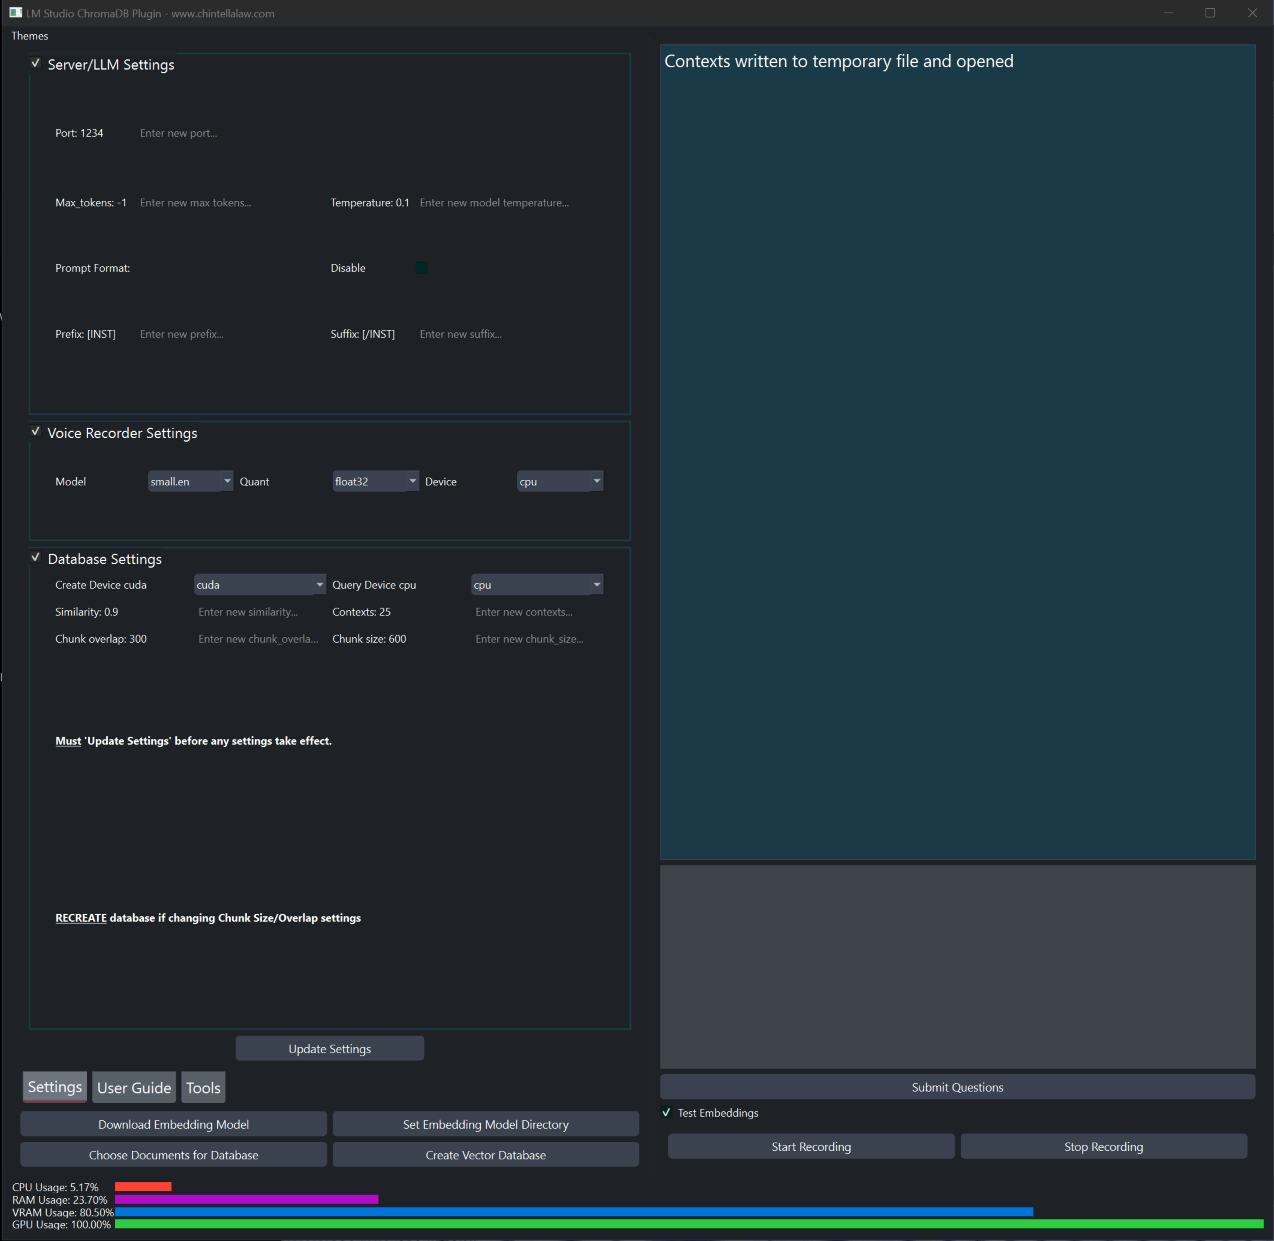 LM Studio ChromaDB Plugin - www.chintellalaw.com
Themes
Server/LLM Settings
Port: 1234 Enter new port...
Max_tokens: -1 Enter new max tokens... Temperature: 0.1 Enter new model temperature...
Prompt Format: Disable
Prefix: [INST] Enter new prefix... Suffix: [/INST] Enter new suffix...
Voice Recorder Settings
Model small.en Quant float32 Device cpu
Database Settings
Create Device cuda cuda Query Device cpu cpu
Similarity: 0.9 Enter new similarity... Contexts: 25 Enter new contexts...
Chunk overlap: 300 Enter new chunk_overla... Chunk size: 600 Enter new chunk_size...
Must 'Update Settings' before any settings take effect.
RECREATE database if changing Chunk Size/Overlap settings
Update Settings
Settings User Guide Tools
Download Embedding Model Set Embedding Model Directory
Choose Documents for Database Create Vector Database
Contexts written to temporary file and opened
Submit Questions
Test Embeddings
Start Recording Stop Recording
CPU Usage: 5.17%
RAM Usage: 23.70%
VRAM Usage: 80.50%
GPU Usage: 100.00%